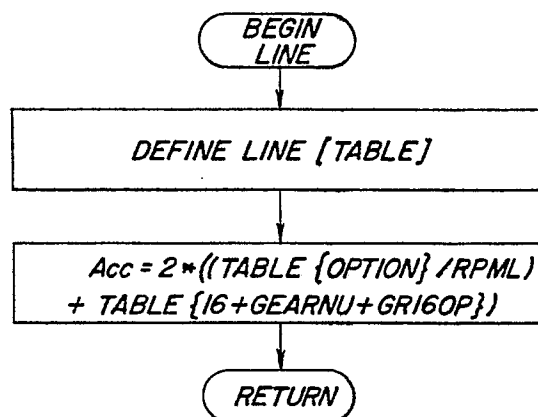 BEGIN
LINE
DEFINE LINE [TABLE]
Acc = 2*((TABLE {OPTION} /RPML)
+ TABLE {16+GEARNU+GR16OP})
RETURN